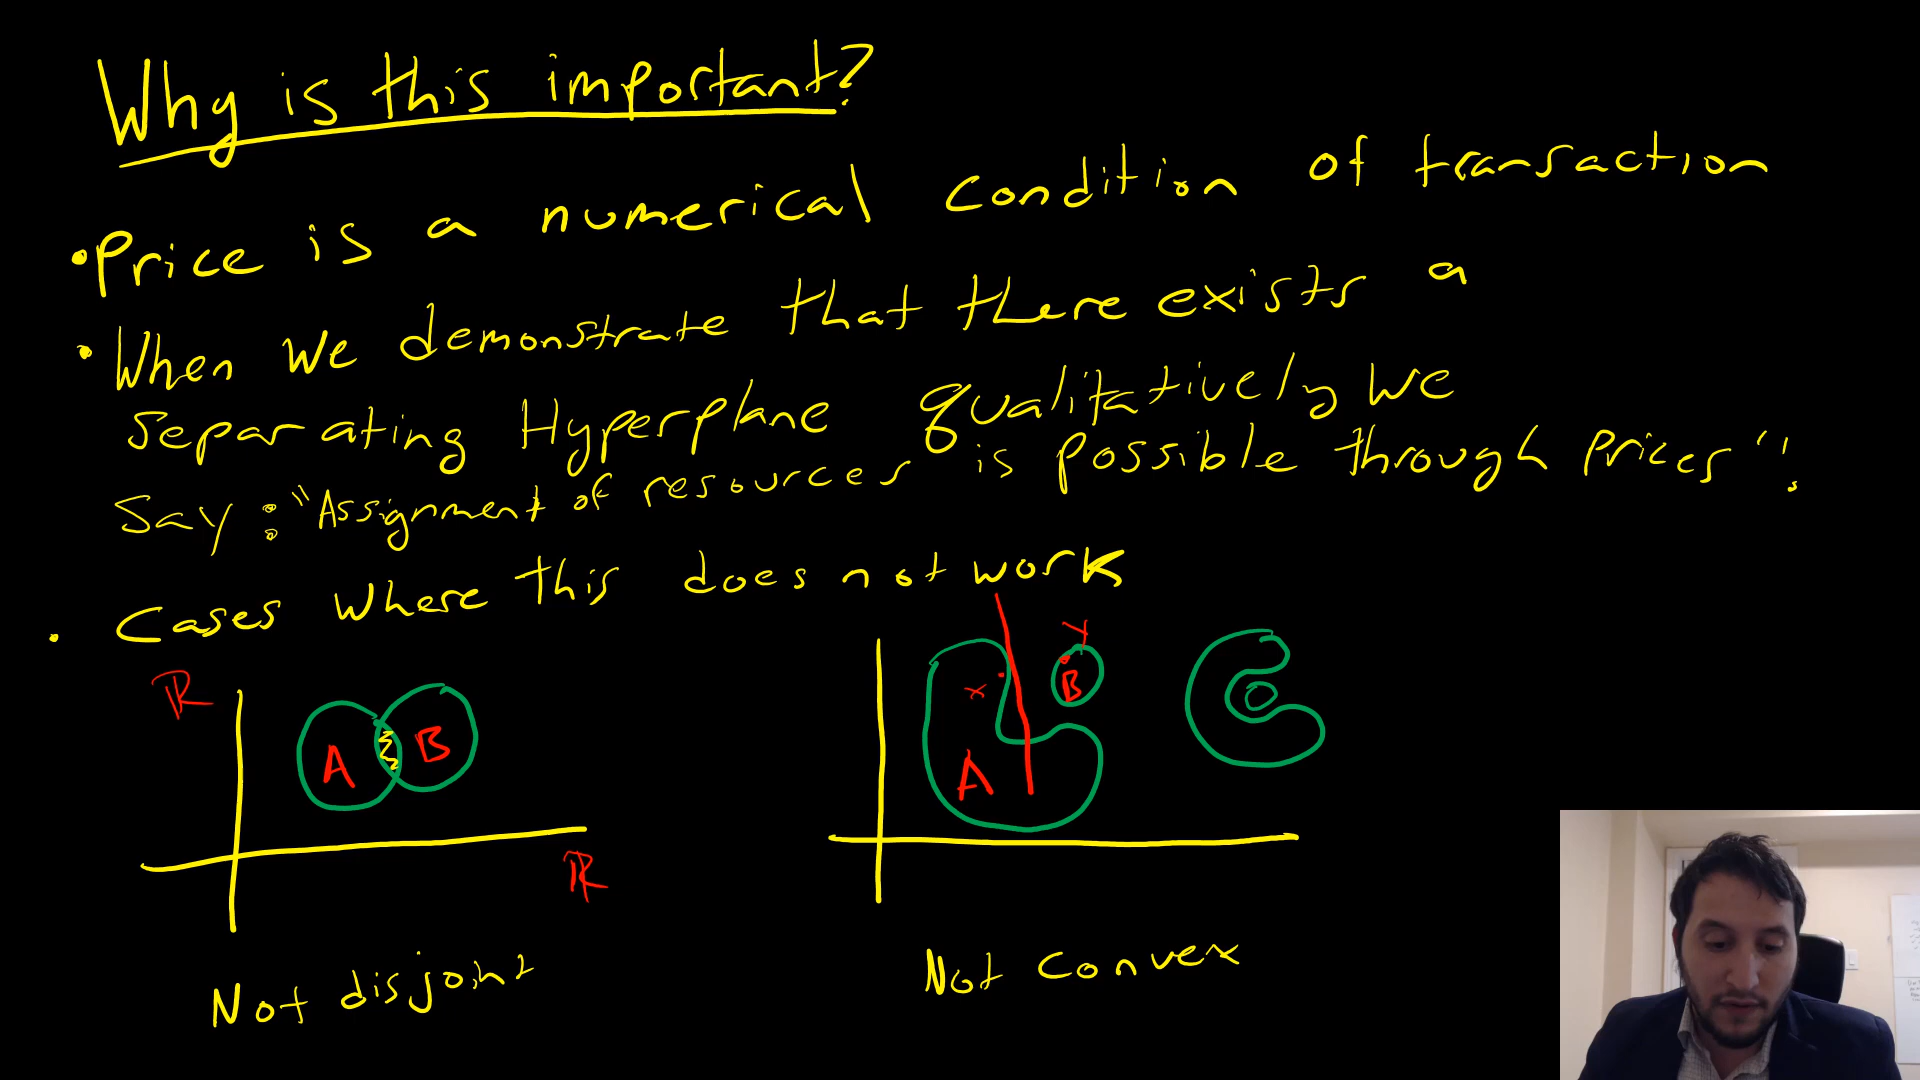 Why is this important?
• Price is a numerical condition of transaction
• When we demonstrate that there exists a
Separating Hyperplane qualitatively we
Say: "Assignment of resources is possible through prices".
• Cases where this does not work
R
A
B
R
x
y
B
A
Not disjoint
Not convex